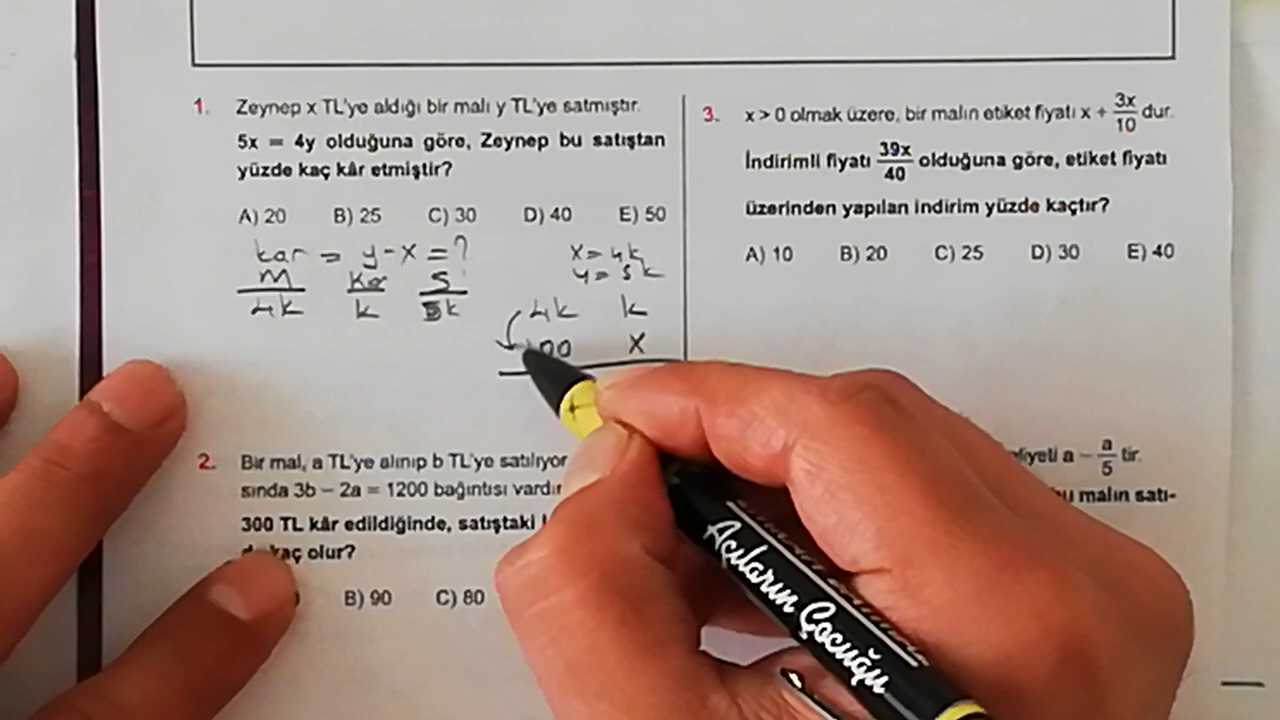 1. Zeynep x TL'ye aldığı bir malı y TL'ye satmıştır.
5x = 4y olduğuna göre, Zeynep bu satıştan
yüzde kaç kâr etmiştir?
A) 20 B) 25 C) 30 D) 40 E) 50
kar = y-x = ?
x = 4k
y = 5k
M Kar S
4k k 5k
4k k
100 x
2. Bir mal, a TL'ye alınıp b TL'ye satılıyor
sında 3b - 2a = 1200 bağıntısı vardır
300 TL kâr edildiğinde, satıştaki
kaç olur?
B) 90 C) 80
3. x > 0 olmak üzere, bir malın etiket fiyatı x + 3x/10 dur.
İndirimli fiyatı 39x/40 olduğuna göre, etiket fiyatı
üzerinden yapılan indirim yüzde kaçtır?
A) 10 B) 20 C) 25 D) 30 E) 40
a - a/5 tir.
malın satı-
Açıların Çocuğu